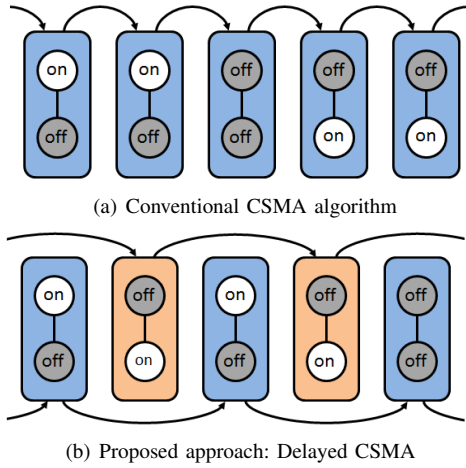 on on off off off
off off off on on
(a) Conventional CSMA algorithm
on off on off off
off on off on off
(b) Proposed approach: Delayed CSMA